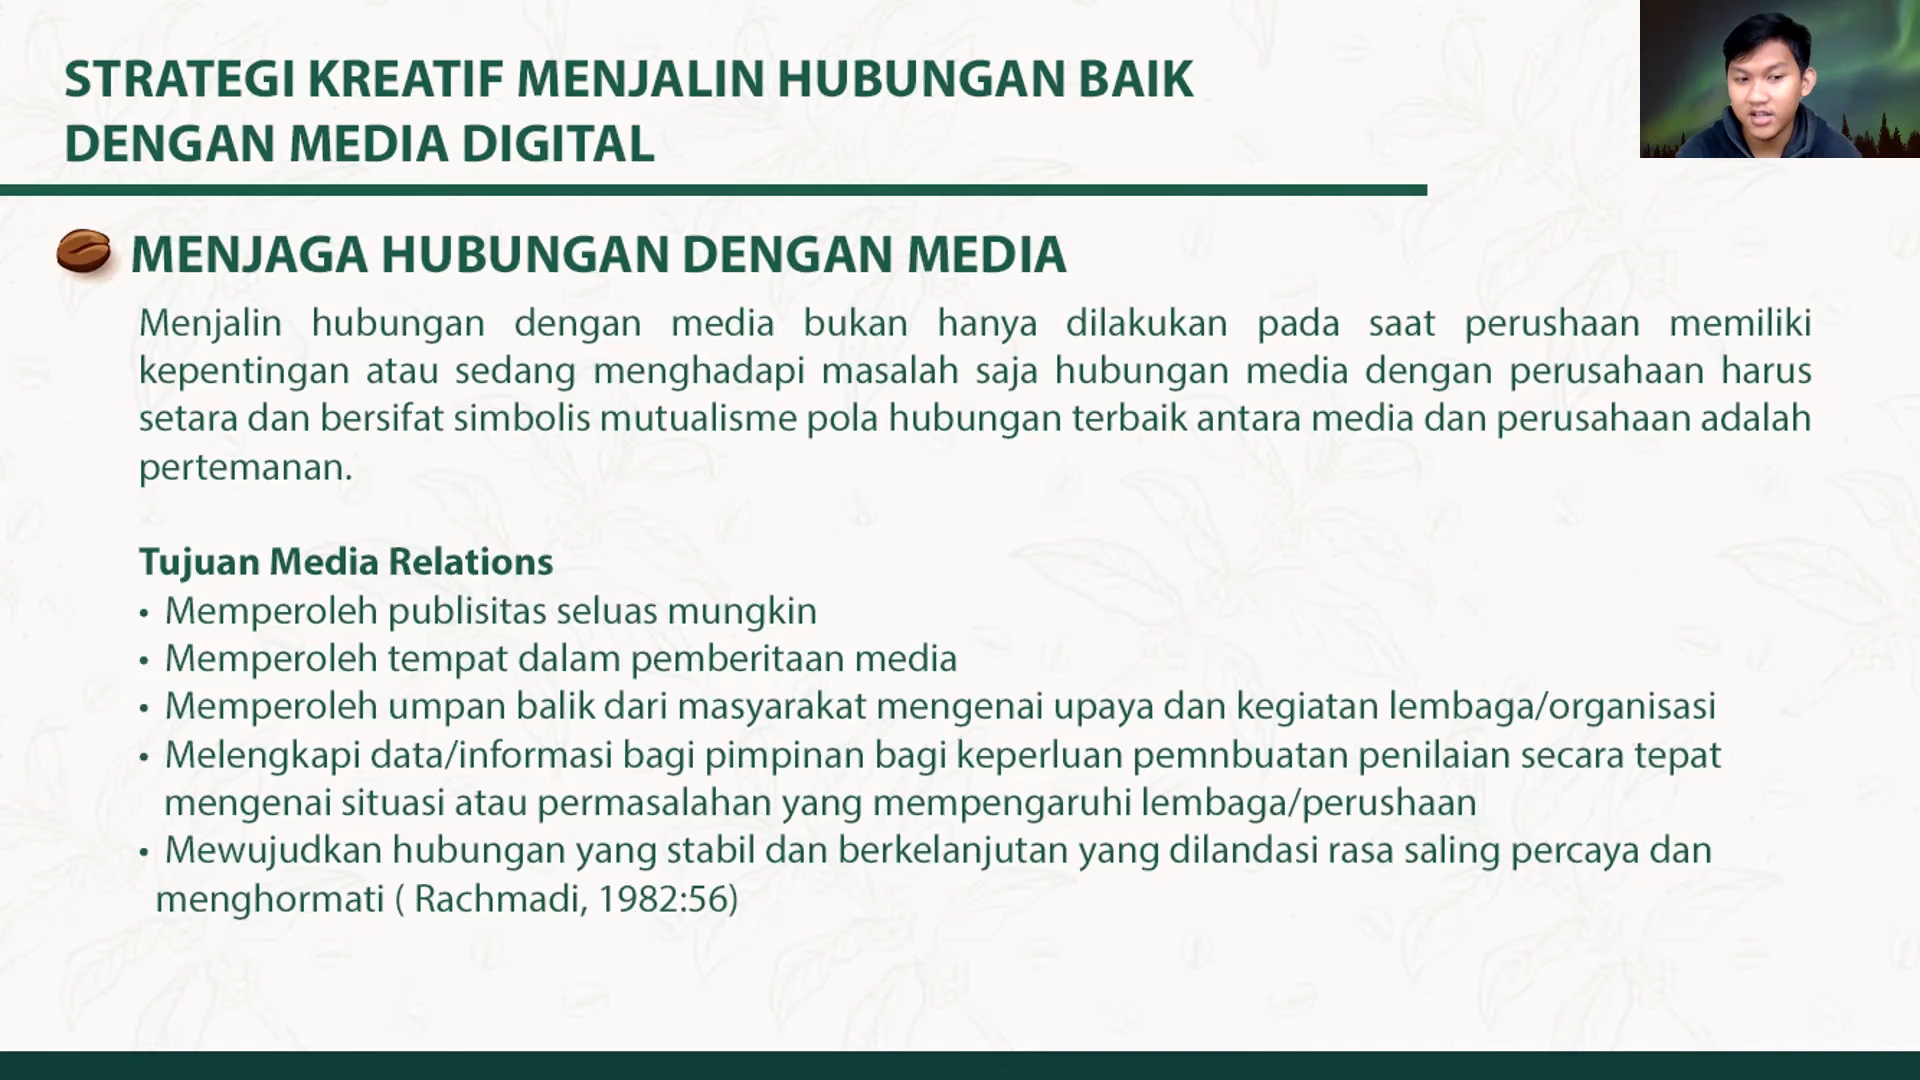 STRATEGI KREATIF MENJALIN HUBUNGAN BAIK
DENGAN MEDIA DIGITAL
MENJAGA HUBUNGAN DENGAN MEDIA
Menjalin hubungan dengan media bukan hanya dilakukan pada saat perushaan memiliki
kepentingan atau sedang menghadapi masalah saja hubungan media dengan perusahaan harus
setara dan bersifat simbolis mutualisme pola hubungan terbaik antara media dan perusahaan adalah
pertemanan.
Tujuan Media Relations
• Memperoleh publisitas seluas mungkin
• Memperoleh tempat dalam pemberitaan media
• Memperoleh umpan balik dari masyarakat mengenai upaya dan kegiatan lembaga/organisasi
• Melengkapi data/informasi bagi pimpinan bagi keperluan pemnbuatan penilaian secara tepat
mengenai situasi atau permasalahan yang mempengaruhi lembaga/perushaan
• Mewujudkan hubungan yang stabil dan berkelanjutan yang dilandasi rasa saling percaya dan
menghormati ( Rachmadi, 1982:56)